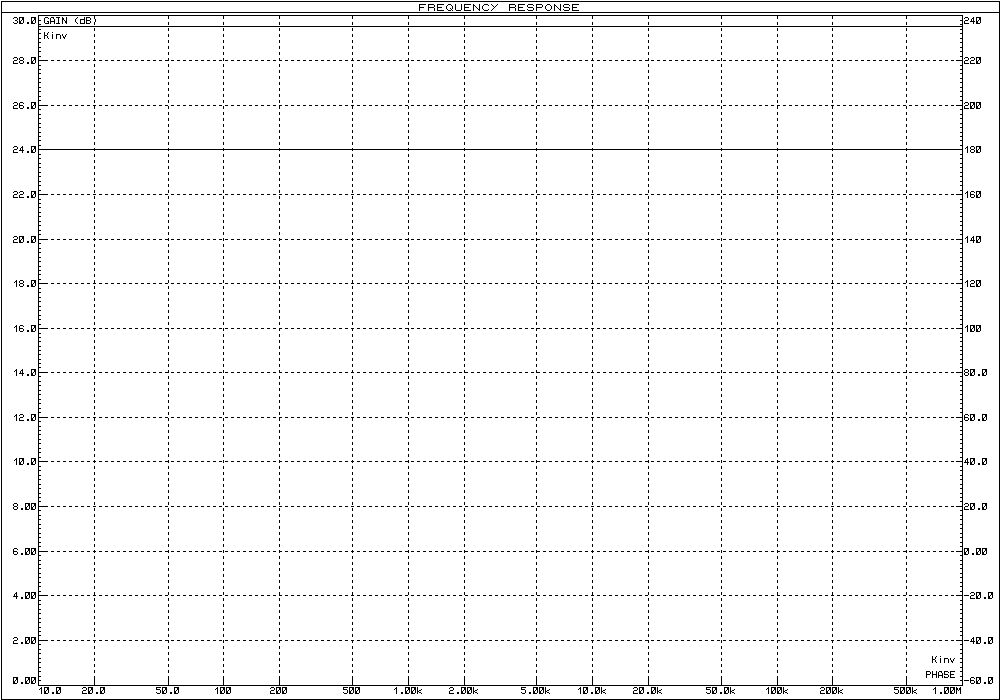 FREQUENCY RESPONSE
30.0 GAIN (dB) 240
Kinv
28.0 220
26.0 200
24.0 180
22.0 160
20.0 140
18.0 120
16.0 100
14.0 80.0
12.0 60.0
10.0 40.0
8.00 20.0
6.00 0.00
4.00 -20.0
2.00 -40.0
Kinv
PHASE
0.00 -60.0
10.0 20.0 50.0 100 200 500 1.00k 2.00k 5.00k 10.0k 20.0k 50.0k 100k 200k 500k 1.00M